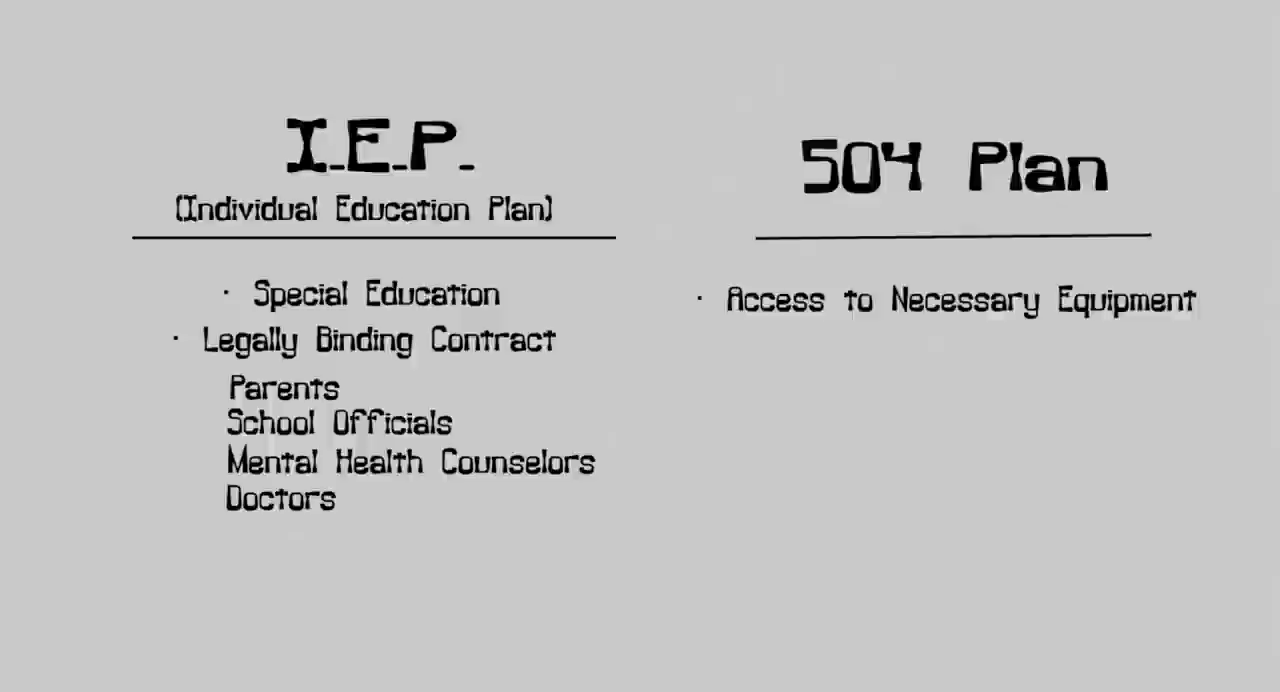 I.E.P.
(Individual Education Plan)
· Special Education
· Legally Binding Contract
Parents
School Officials
Mental Health Counselors
Doctors
504 Plan
· Access to Necessary Equipment